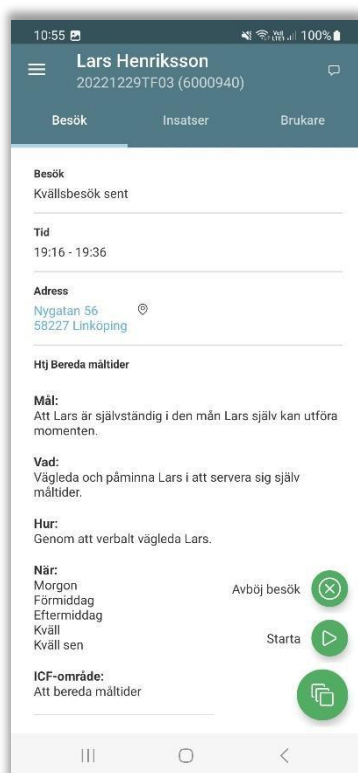 10:55 100%
Lars Henriksson
20221229TF03 (6000940)
Besök Insatser Brukare
Besök
Kvällsbesök sent
Tid
19:16 - 19:36
Adress
Nygatan 56
58227 Linköping
Htj Bereda måltider
Mål:
Att Lars är självständig i den mån Lars själv kan utföra
momenten.
Vad:
Vägleda och påminna Lars i att servera sig själv
måltider.
Hur:
Genom att verbalt vägleda Lars.
När:
Morgon
Förmiddag
Eftermiddag
Kväll
Kväll sen
Avböj besök
Starta
ICF-område:
Att bereda måltider